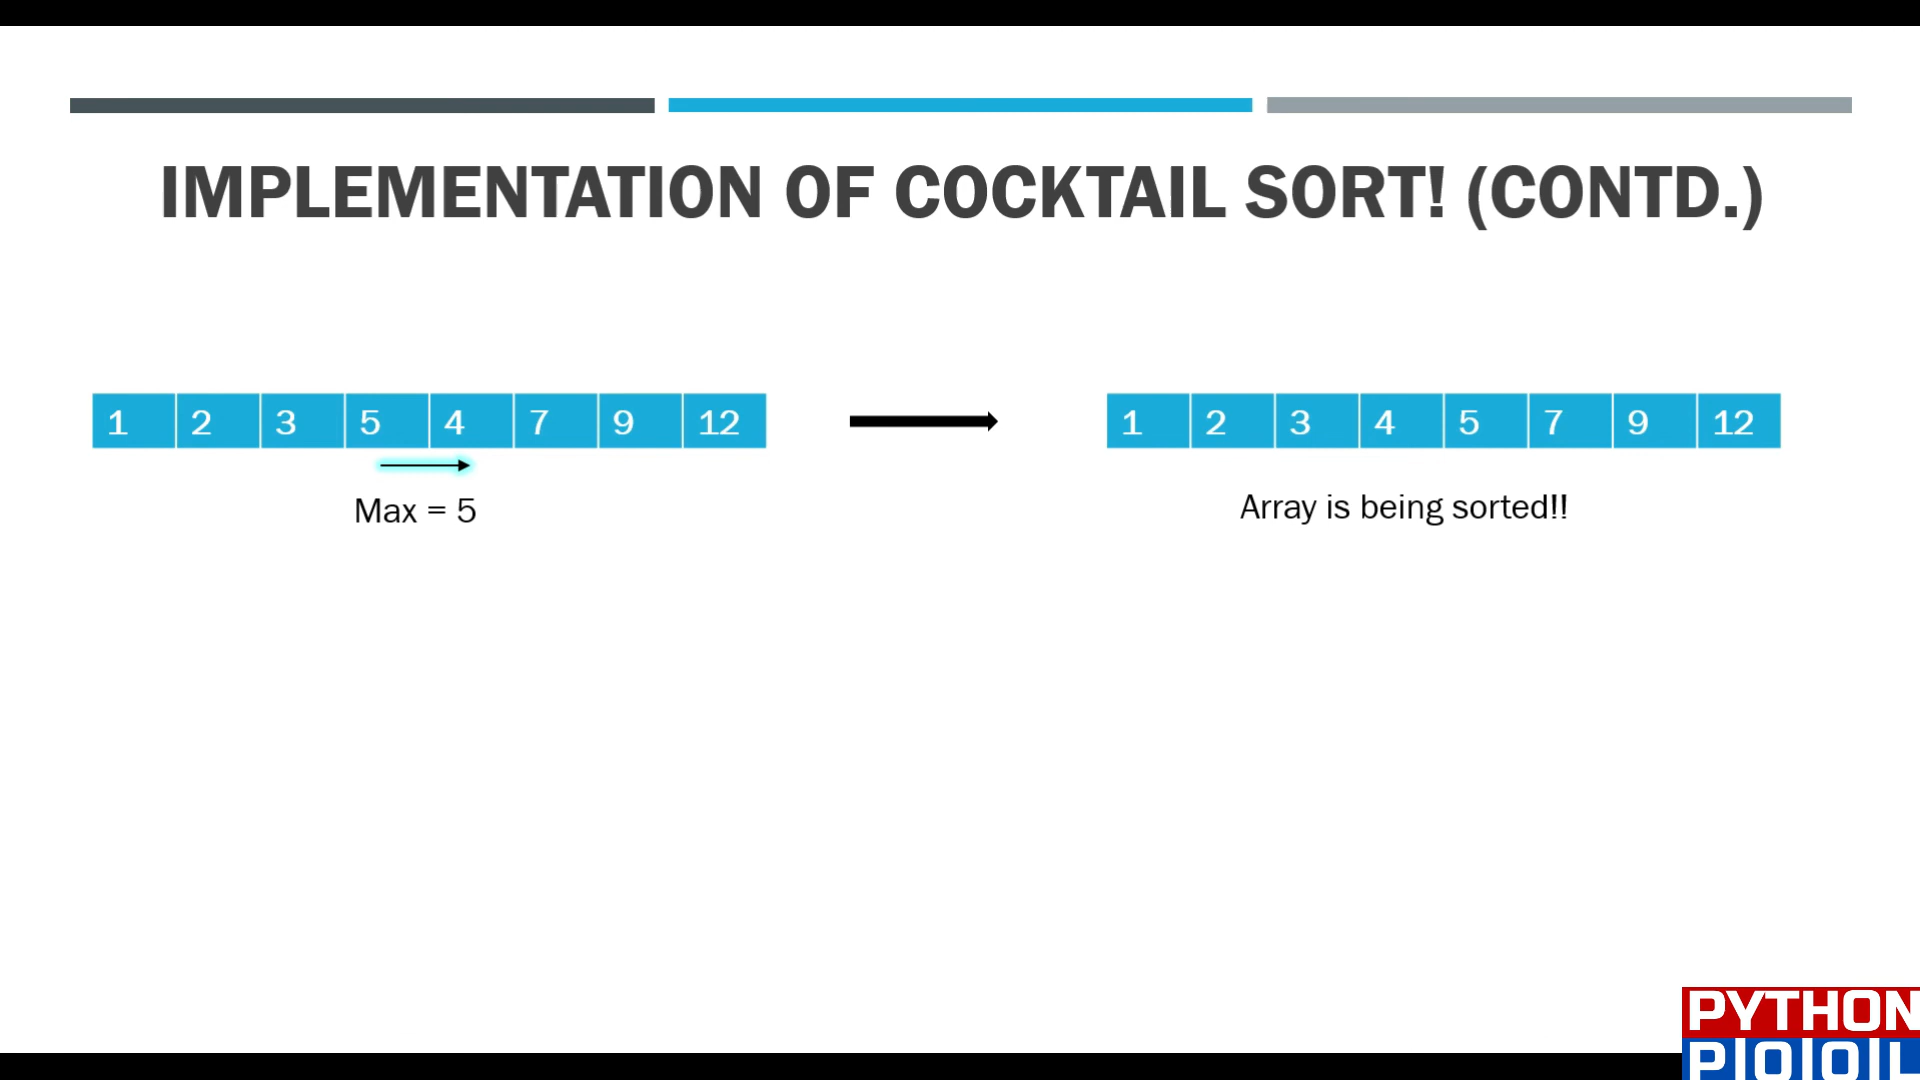 IMPLEMENTATION OF COCKTAIL SORT! (CONTD.)
1 2 3 5 4 7 9 12
1 2 3 4 5 7 9 12
Max = 5
Array is being sorted!!
PYTHON
POOL